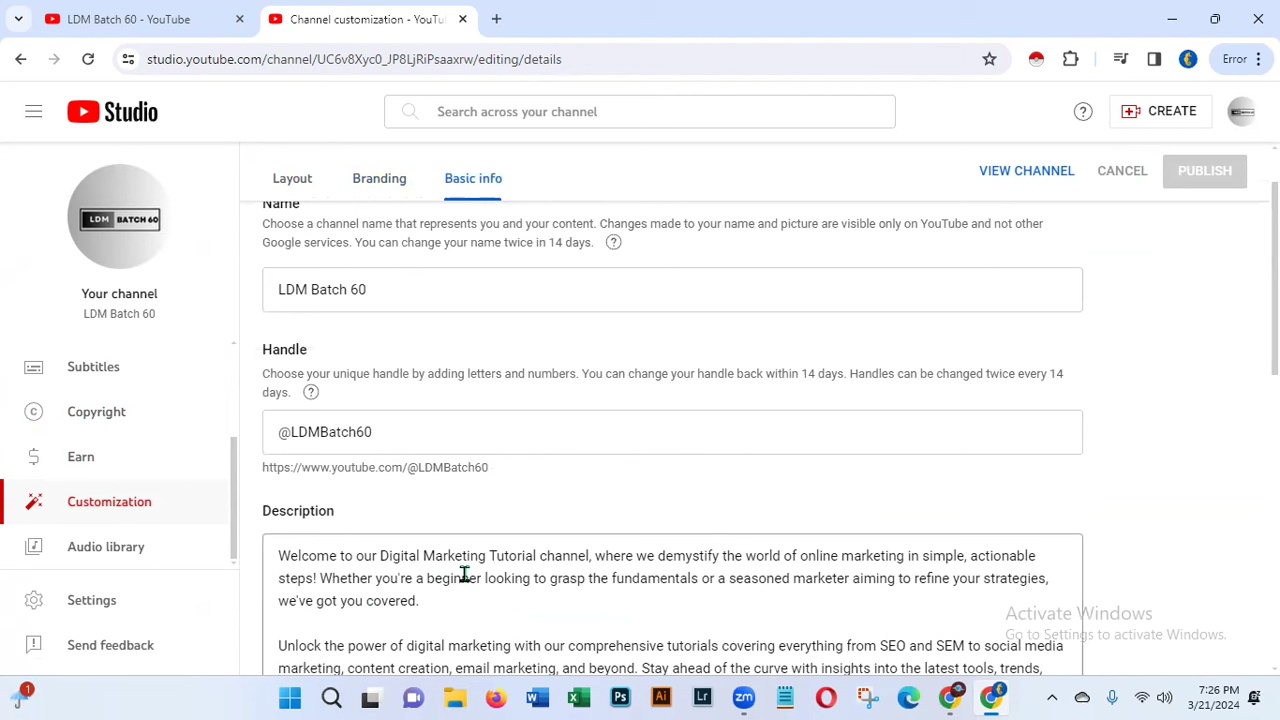 LDM Batch 60 - YouTube
Channel customization - YouTu
studio.youtube.com/channel/UC6v8Xyc0_JP8LjRiPsaaxrw/editing/details
Error
Studio
Search across your channel
CREATE
Layout
Branding
Basic info
VIEW CHANNEL
CANCEL
PUBLISH
LDM BATCH 60
Your channel
LDM Batch 60
Subtitles
Copyright
Earn
Customization
Audio library
Settings
Send feedback
Name
Choose a channel name that represents you and your content. Changes made to your name and picture are visible only on YouTube and not other
Google services. You can change your name twice in 14 days.
LDM Batch 60
Handle
Choose your unique handle by adding letters and numbers. You can change your handle back within 14 days. Handles can be changed twice every 14
days.
@LDMBatch60
https://www.youtube.com/@LDMBatch60
Description
Welcome to our Digital Marketing Tutorial channel, where we demystify the world of online marketing in simple, actionable
steps! Whether you're a beginner looking to grasp the fundamentals or a seasoned marketer aiming to refine your strategies,
we've got you covered.
Unlock the power of digital marketing with our comprehensive tutorials covering everything from SEO and SEM to social media
marketing, content creation, email marketing, and beyond. Stay ahead of the curve with insights into the latest tools, trends,
Activate Windows
Go to Settings to activate Windows.
1
7:26 PM
3/21/2024